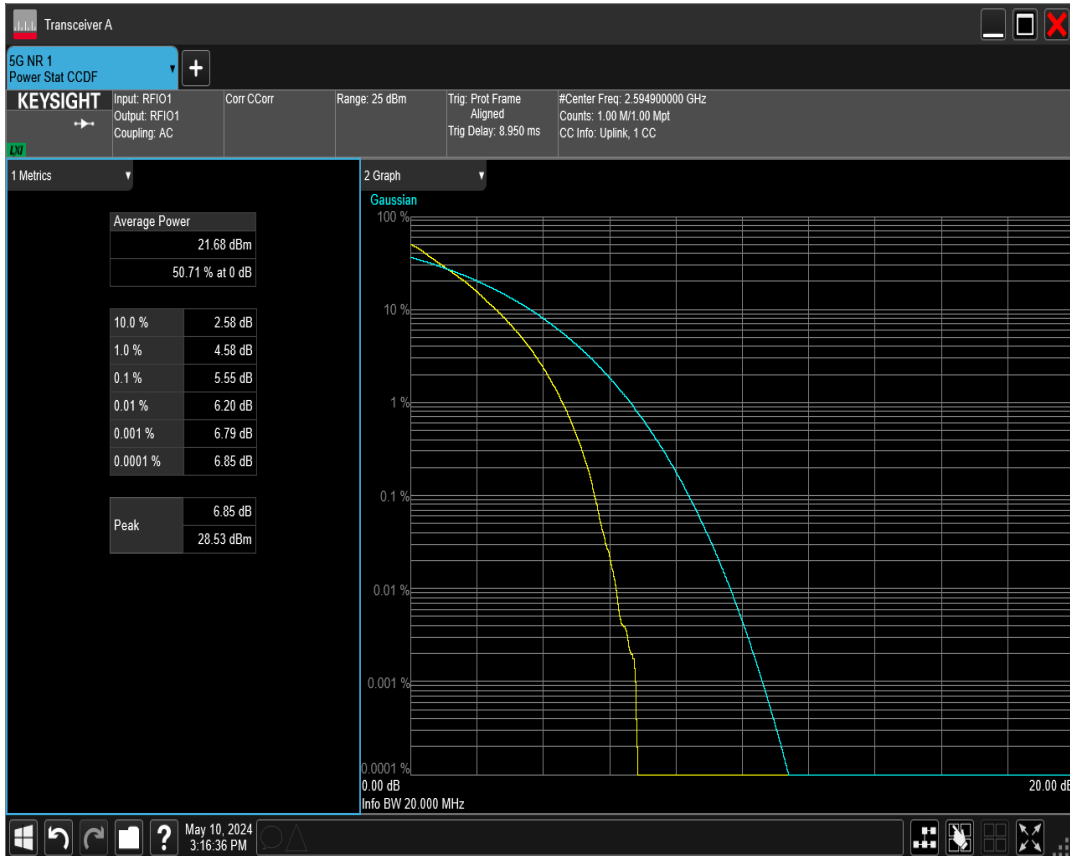 Transceiver A
5G NR 1
Power Stat CCDF
KEYSIGHT
LXI
Input: RFIO1
Output: RFIO1
Coupling: AC
Corr CCorr
Range: 25 dBm
Trig: Prot Frame
Aligned
Trig Delay: 8.950 ms
#Center Freq: 2.594900000 GHz
Counts: 1.00 M/1.00 Mpt
CC Info: Uplink, 1 CC
1 Metrics
Average Power
21.68 dBm
50.71 % at 0 dB
10.0 % 2.58 dB
1.0 % 4.58 dB
0.1 % 5.55 dB
0.01 % 6.20 dB
0.001 % 6.79 dB
0.0001 % 6.85 dB
Peak
6.85 dB
28.53 dBm
2 Graph
Gaussian
100 %
10 %
1 %
0.1 %
0.01 %
0.001 %
0.0001 %
0.00 dB 20.00 dB
Info BW 20.000 MHz
?
May 10, 2024
3:16:36 PM